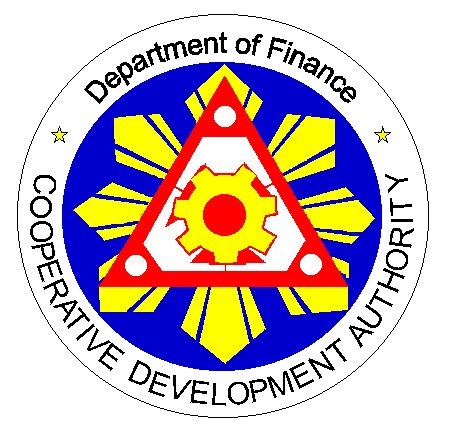 Department of Finance
COOPERATIVE DEVELOPMENT AUTHORITY